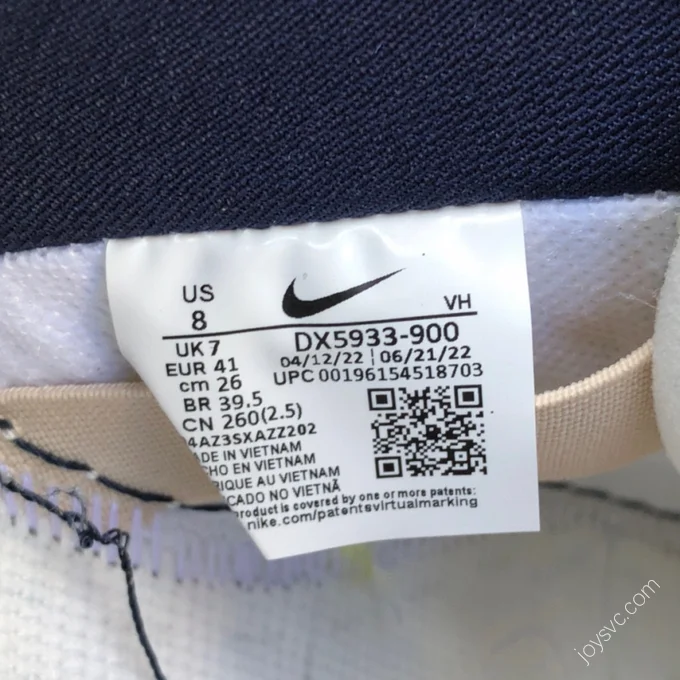 US
8
VH
UK 7
DX5933-900
EUR 41
04/12/22 | 06/21/22
cm 26
UPC 00196154518703
BR 39.5
CN 260(2.5)
4AZ3SXAZZ202
ADE IN VIETNAM
CHO EN VIETNAM
RIQUE AU VIETNAM
CADO NO VIETNÃ
product is covered by one or more patents:
nike.com/patentsvirtualmarking
joysvc.com